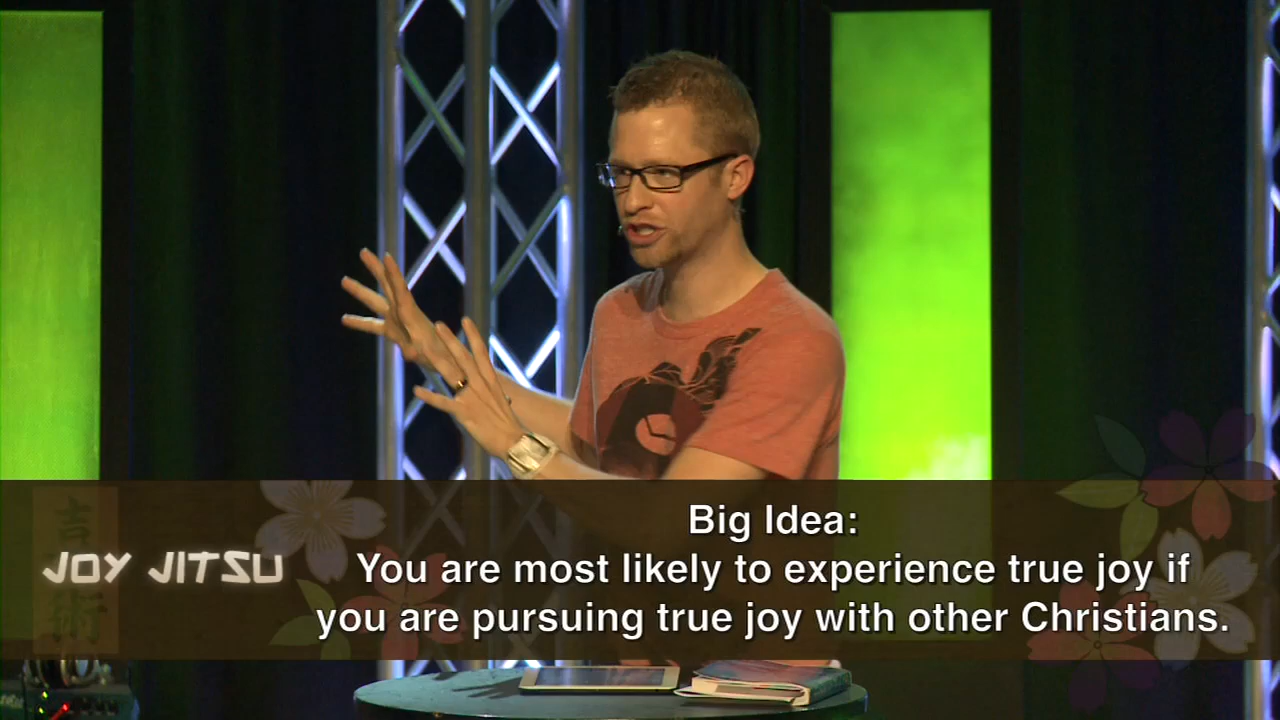 Big Idea:
JOY JITSU
You are most likely to experience true joy if
you are pursuing true joy with other Christians.